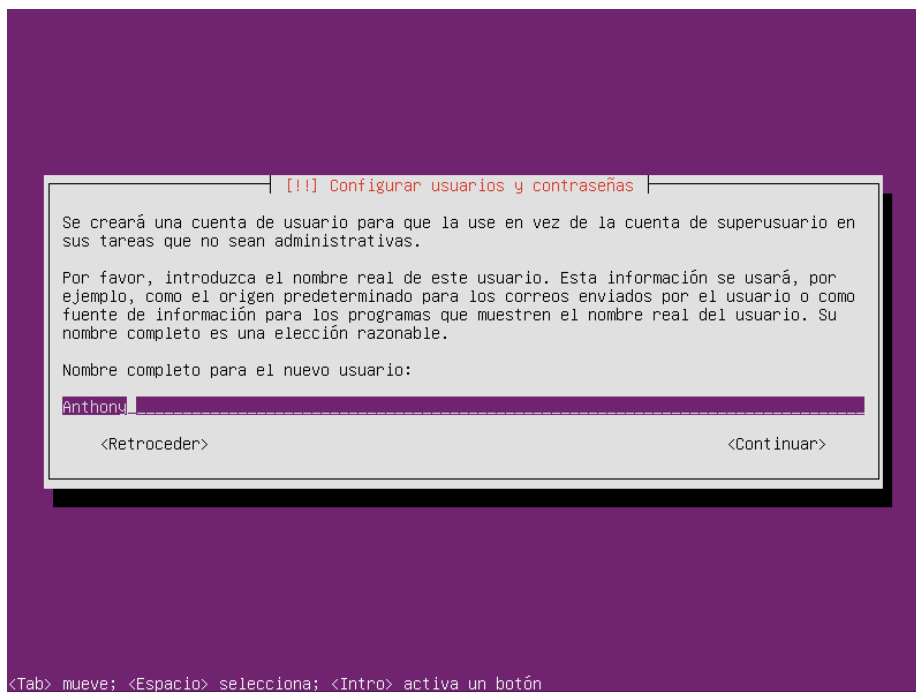 [!!] Configurar usuarios y contraseñas
Se creará una cuenta de usuario para que la use en vez de la cuenta de superusuario en
sus tareas que no sean administrativas.
Por favor, introduzca el nombre real de este usuario. Esta información se usará, por
ejemplo, como el origen predeterminado para los correos enviados por el usuario o como
fuente de información para los programas que muestren el nombre real del usuario. Su
nombre completo es una elección razonable.
Nombre completo para el nuevo usuario:
Anthony
<Retroceder> <Continuar>
<Tab> mueve; <Espacio> selecciona; <Intro> activa un botón